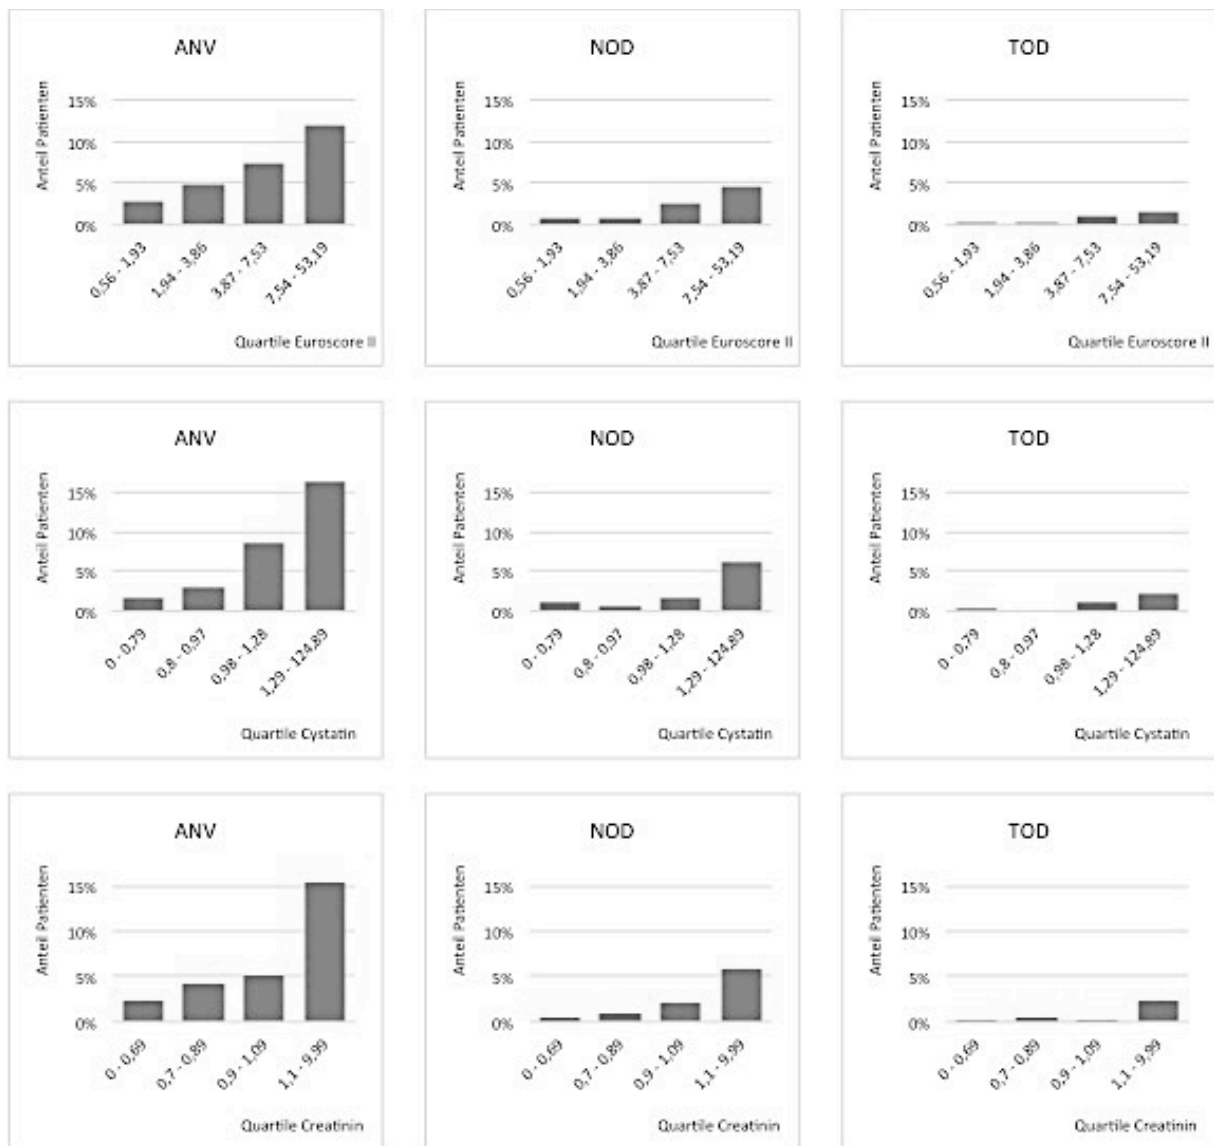 ANV
Anteil Patienten
15%
10%
5%
0%
0,56 - 1,93
1,94 - 3,86
3,87 - 7,53
7,54 - 53,19
Quartile Euroscore II
NOD
Anteil Patienten
15%
10%
5%
0%
0,56 - 1,93
1,94 - 3,86
3,87 - 7,53
7,54 - 53,19
Quartile Euroscore II
TOD
Anteil Patienten
15%
10%
5%
0%
0,56 - 1,93
1,94 - 3,86
3,87 - 7,53
7,54 - 53,19
Quartile Euroscore II
ANV
Anteil Patienten
15%
10%
5%
0%
0 - 0,79
0,8 - 0,97
0,98 - 1,28
1,29 - 124,89
Quartile Cystatin
NOD
Anteil Patienten
15%
10%
5%
0%
0 - 0,79
0,8 - 0,97
0,98 - 1,28
1,29 - 124,89
Quartile Cystatin
TOD
Anteil Patienten
15%
10%
5%
0%
0 - 0,79
0,8 - 0,97
0,98 - 1,28
1,29 - 124,89
Quartile Cystatin
ANV
Anteil Patienten
15%
10%
5%
0%
0 - 0,69
0,7 - 0,89
0,9 - 1,09
1,1 - 9,99
Quartile Creatinin
NOD
Anteil Patienten
15%
10%
5%
0%
0 - 0,69
0,7 - 0,89
0,9 - 1,09
1,1 - 9,99
Quartile Creatinin
TOD
Anteil Patienten
15%
10%
5%
0%
0 - 0,69
0,7 - 0,89
0,9 - 1,09
1,1 - 9,99
Quartile Creatinin